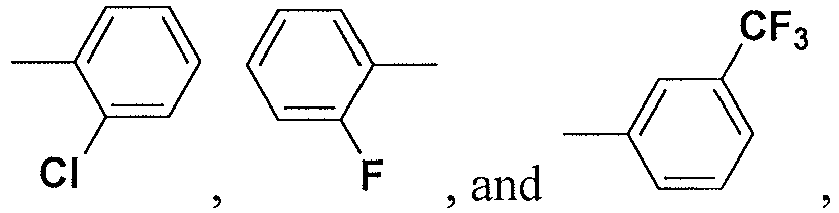 CF3
Cl , F , and ,